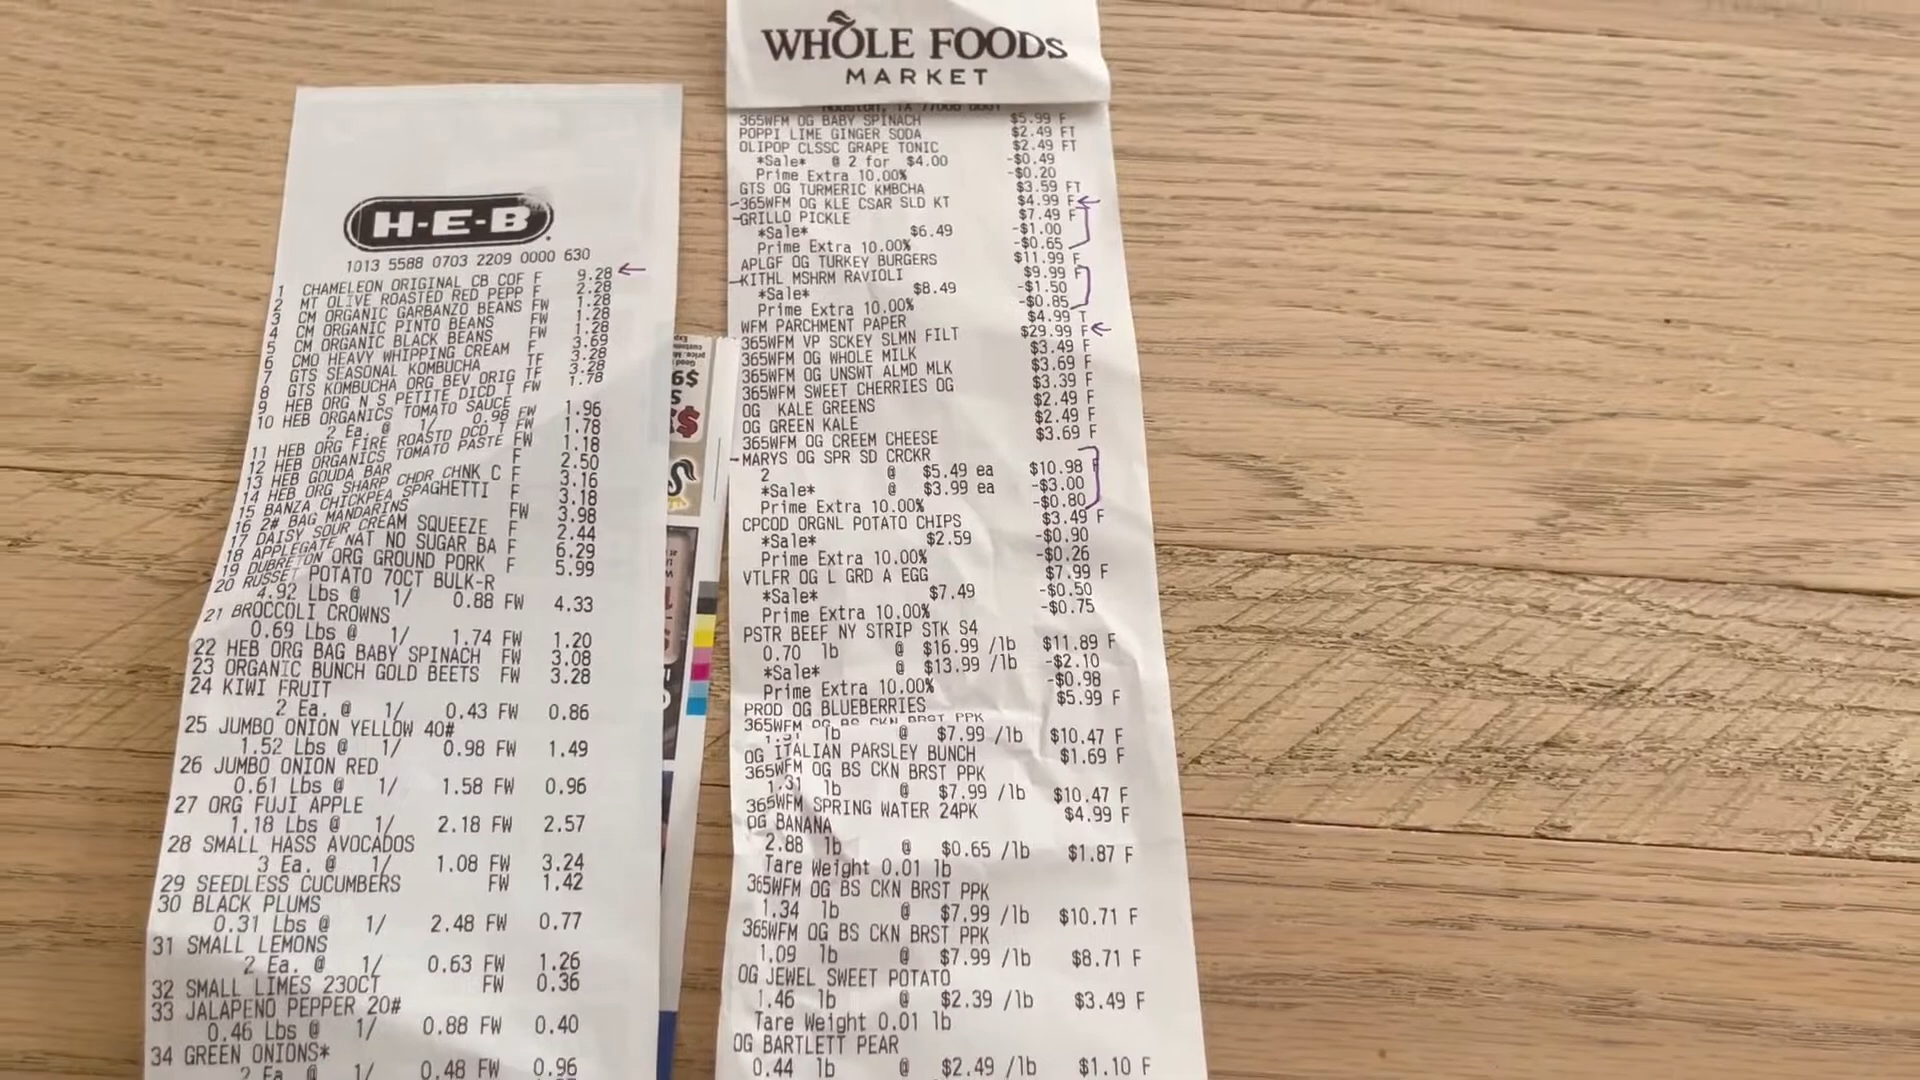 H-E-B
1013 5588 0703 2209 0000 630
1 CHAMELEON ORIGINAL CB COF F 9.28
2 MT OLIVE ROASTED RED PEPP F 2.28
3 CM ORGANIC GARBANZO BEANS FW 1.28
4 CM ORGANIC PINTO BEANS FW 1.28
5 CM ORGANIC BLACK BEANS FW 1.28
6 CMO HEAVY WHIPPING CREAM F 3.69
7 GTS SEASONAL KOMBUCHA TF 3.28
8 GTS KOMBUCHA ORG BEV ORIG TF 3.28
9 HEB ORG N S PETITE DICD T FW 1.78
10 HEB ORGANICS TOMATO SAUCE
2 Ea. @ 1/ 0.98 FW 1.96
11 HEB ORG FIRE ROASTD DCD T FW 1.78
12 HEB ORGANICS TOMATO PASTE FW 1.18
13 HEB GOUDA BAR F 2.50
14 HEB ORG SHARP CHDR CHNK C F 3.16
15 BANZA CHICKPEA SPAGHETTI F 3.18
16 2# BAG MANDARINS FW 3.98
17 DAISY SOUR CREAM SQUEEZE F 2.44
18 APPLEGATE NAT NO SUGAR BA F 6.29
19 DUBRETON ORG GROUND PORK F 5.99
20 RUSSET POTATO 70CT BULK-R
4.92 Lbs @ 1/ 0.88 FW 4.33
21 BROCCOLI CROWNS
0.69 Lbs @ 1/ 1.74 FW 1.20
22 HEB ORG BAG BABY SPINACH FW 3.08
23 ORGANIC BUNCH GOLD BEETS FW 3.28
24 KIWI FRUIT
2 Ea. @ 1/ 0.43 FW 0.86
25 JUMBO ONION YELLOW 40#
1.52 Lbs @ 1/ 0.98 FW 1.49
26 JUMBO ONION RED
0.61 Lbs @ 1/ 1.58 FW 0.96
27 ORG FUJI APPLE
1.18 Lbs @ 1/ 2.18 FW 2.57
28 SMALL HASS AVOCADOS
3 Ea. @ 1/ 1.08 FW 3.24
29 SEEDLESS CUCUMBERS FW 1.42
30 BLACK PLUMS
0.31 Lbs @ 1/ 2.48 FW 0.77
31 SMALL LEMONS
2 Ea. @ 1/ 0.63 FW 1.26
32 SMALL LIMES 230CT FW 0.36
33 JALAPENO PEPPER 20#
0.46 Lbs @ 1/ 0.88 FW 0.40
34 GREEN ONIONS*
2 Ea @ 1/ 0.48 FW 0.96
WHOLE FOODS
MARKET
Houston, TX
365WFM OG BABY SPINACH $5.99 F
POPPI LIME GINGER SODA $2.49 FT
OLIPOP CLSSC GRAPE TONIC $2.49 FT
*Sale* @ 2 for $4.00 -$0.49
Prime Extra 10.00% -$0.20
GTS OG TURMERIC KMBCHA $3.59 FT
365WFM OG KLE CSAR SLD KT $4.99 F
GRILLO PICKLE $7.49 F
*Sale* $6.49 -$1.00
Prime Extra 10.00% -$0.65
APLGF OG TURKEY BURGERS $11.99 F
KITHL MSHRM RAVIOLI $9.99 F
*Sale* $8.49 -$1.50
Prime Extra 10.00% -$0.85
WFM PARCHMENT PAPER $4.99 T
365WFM VP SCKEY SLMN FILT $29.99 F
365WFM OG WHOLE MILK $3.49 F
365WFM OG UNSWT ALMD MLK $3.69 F
365WFM SWEET CHERRIES OG $3.39 F
OG KALE GREENS $2.49 F
OG GREEN KALE $2.49 F
365WFM OG CREEM CHEESE $3.69 F
MARYS OG SPR SD CRCKR
2 @ $5.49 ea $10.98 F
*Sale* @ $3.99 ea -$3.00
Prime Extra 10.00% -$0.80
CPCOD ORGNL POTATO CHIPS $3.49 F
*Sale* $2.59 -$0.90
Prime Extra 10.00% -$0.26
VTLFR OG L GRD A EGG $7.99 F
*Sale* $7.49 -$0.50
Prime Extra 10.00% -$0.75
PSTR BEEF NY STRIP STK S4
0.70 lb @ $16.99 /lb $11.89 F
*Sale* @ $13.99 /lb -$2.10
Prime Extra 10.00% -$0.98
PROD OG BLUEBERRIES $5.99 F
365WFM OG BS CKN BRST PPK
1.31 lb @ $7.99 /lb $10.47 F
OG ITALIAN PARSLEY BUNCH $1.69 F
365WFM OG BS CKN BRST PPK
1.31 lb @ $7.99 /lb $10.47 F
365WFM SPRING WATER 24PK $4.99 F
OG BANANA
2.88 lb @ $0.65 /lb $1.87 F
Tare Weight 0.01 lb
365WFM OG BS CKN BRST PPK
1.34 lb @ $7.99 /lb $10.71 F
365WFM OG BS CKN BRST PPK
1.09 lb @ $7.99 /lb $8.71 F
OG JEWEL SWEET POTATO
1.46 lb @ $2.39 /lb $3.49 F
Tare Weight 0.01 lb
OG BARTLETT PEAR
0.44 lb @ $2.49 /lb $1.10 F